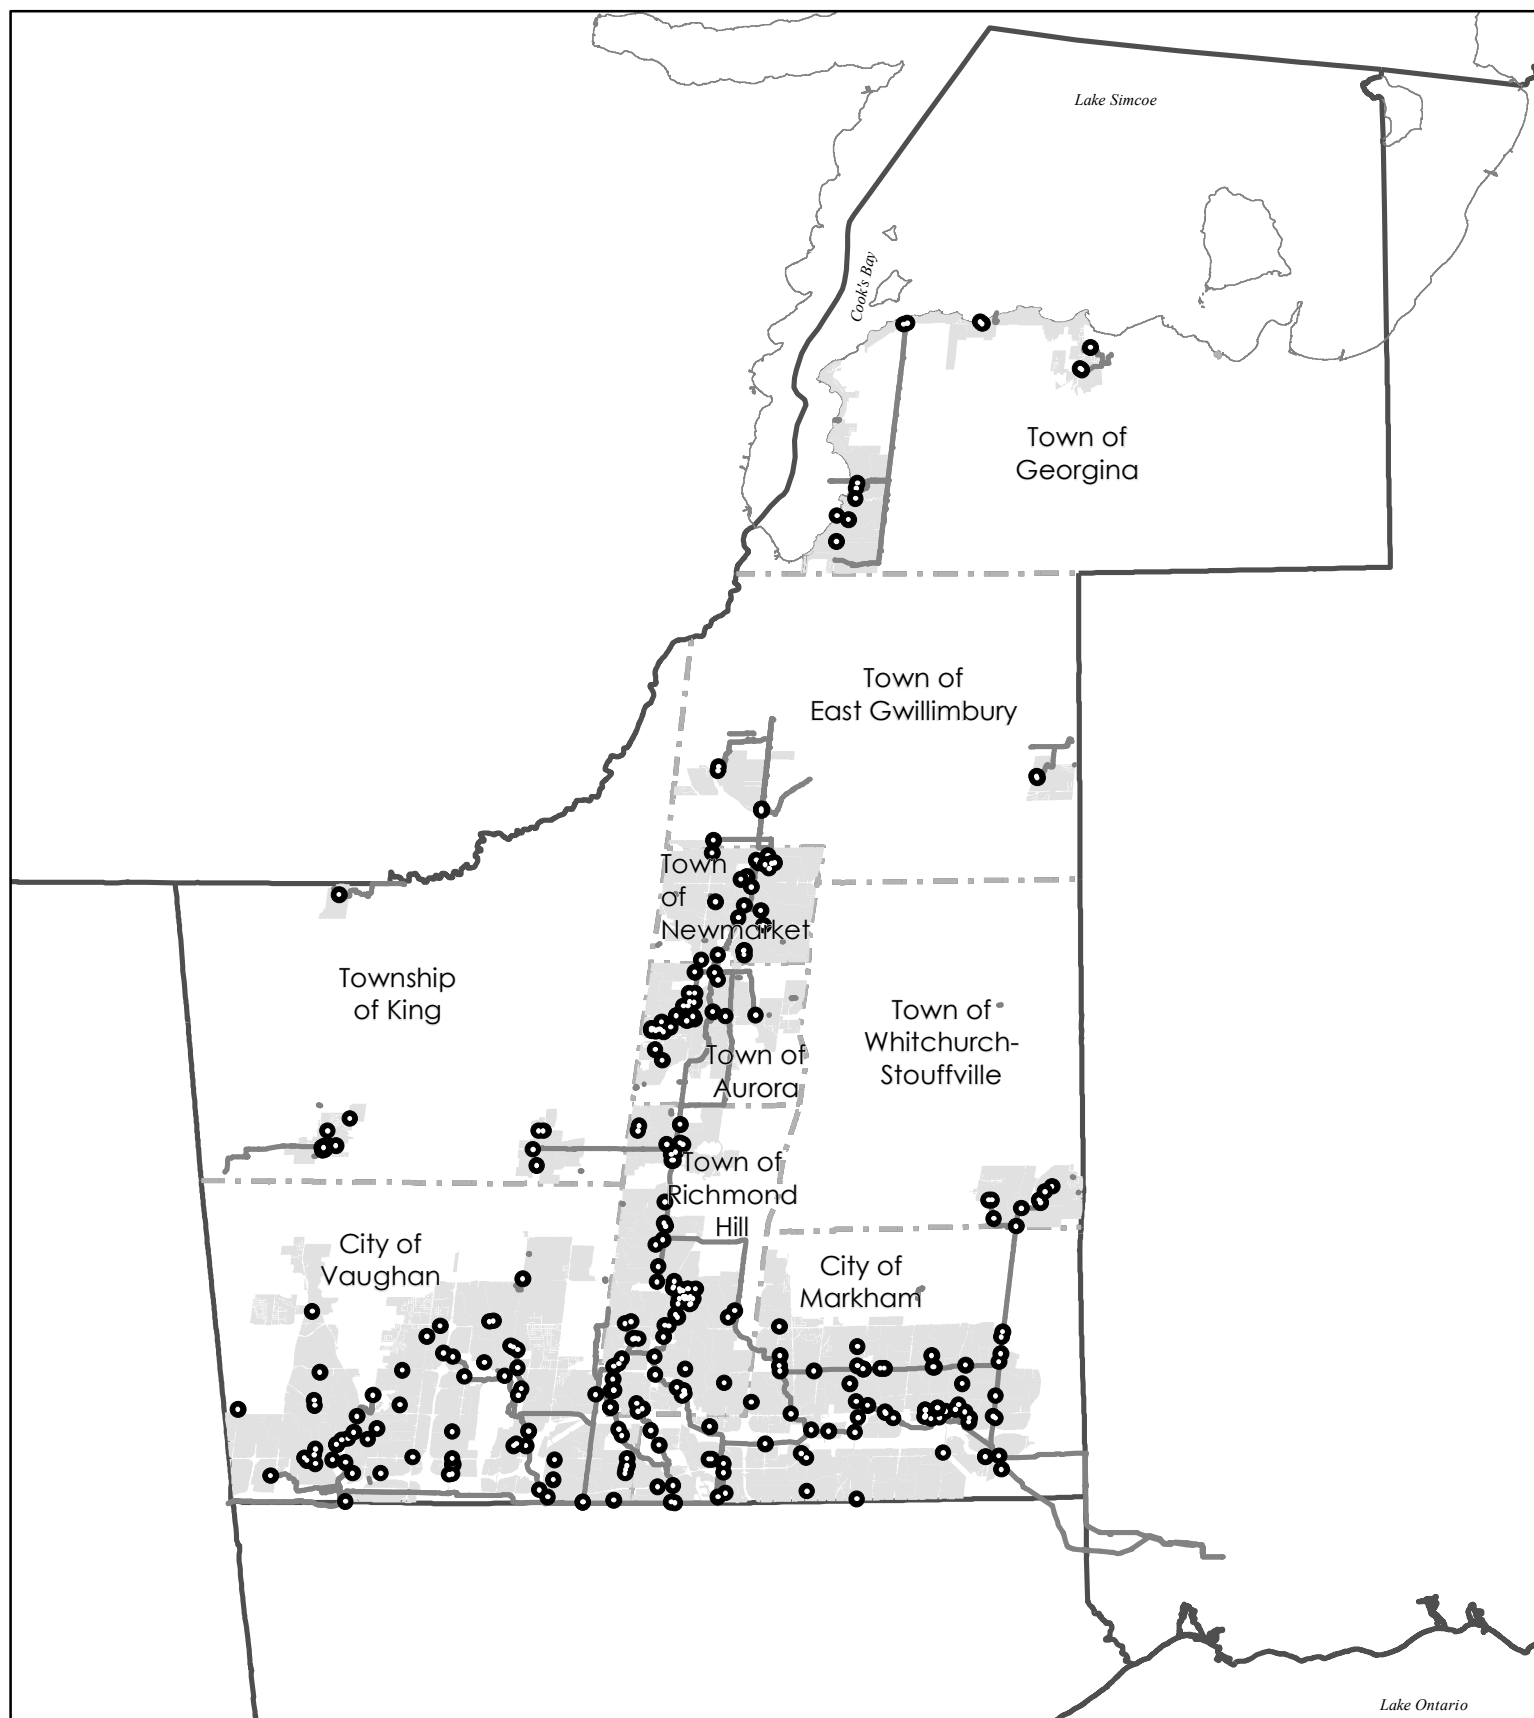 Lake Simcoe
Cook's Bay
Town of
Georgina
Town of
East Gwillimbury
Town
of
Newmarket
Township
of King
Town of
Whitchurch-
Stouffville
Town of
Aurora
Town of
Richmond
Hill
City of
Vaughan
City of
Markham
Lake Ontario